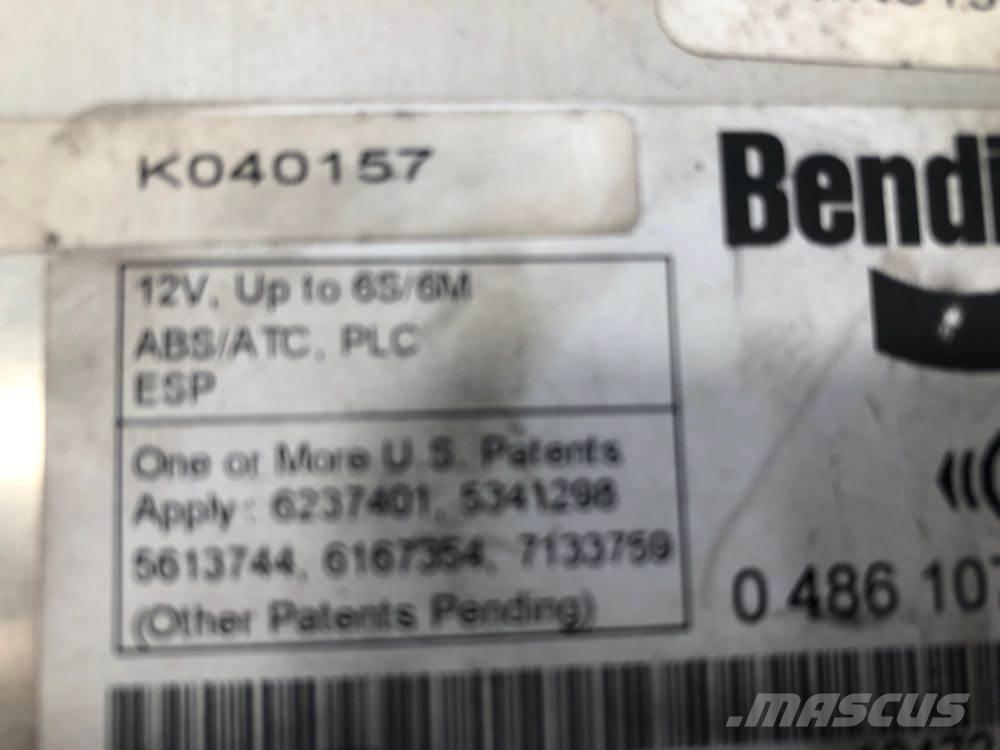 K040157
Bendi
12V, Up to 6S/6M
ABS/ATC, PLC
ESP
One or More U.S. Patents
Apply: 6237401, 5341298
5613744, 6167354, 7133759
(Other Patents Pending)
0 486 107
MASCUS